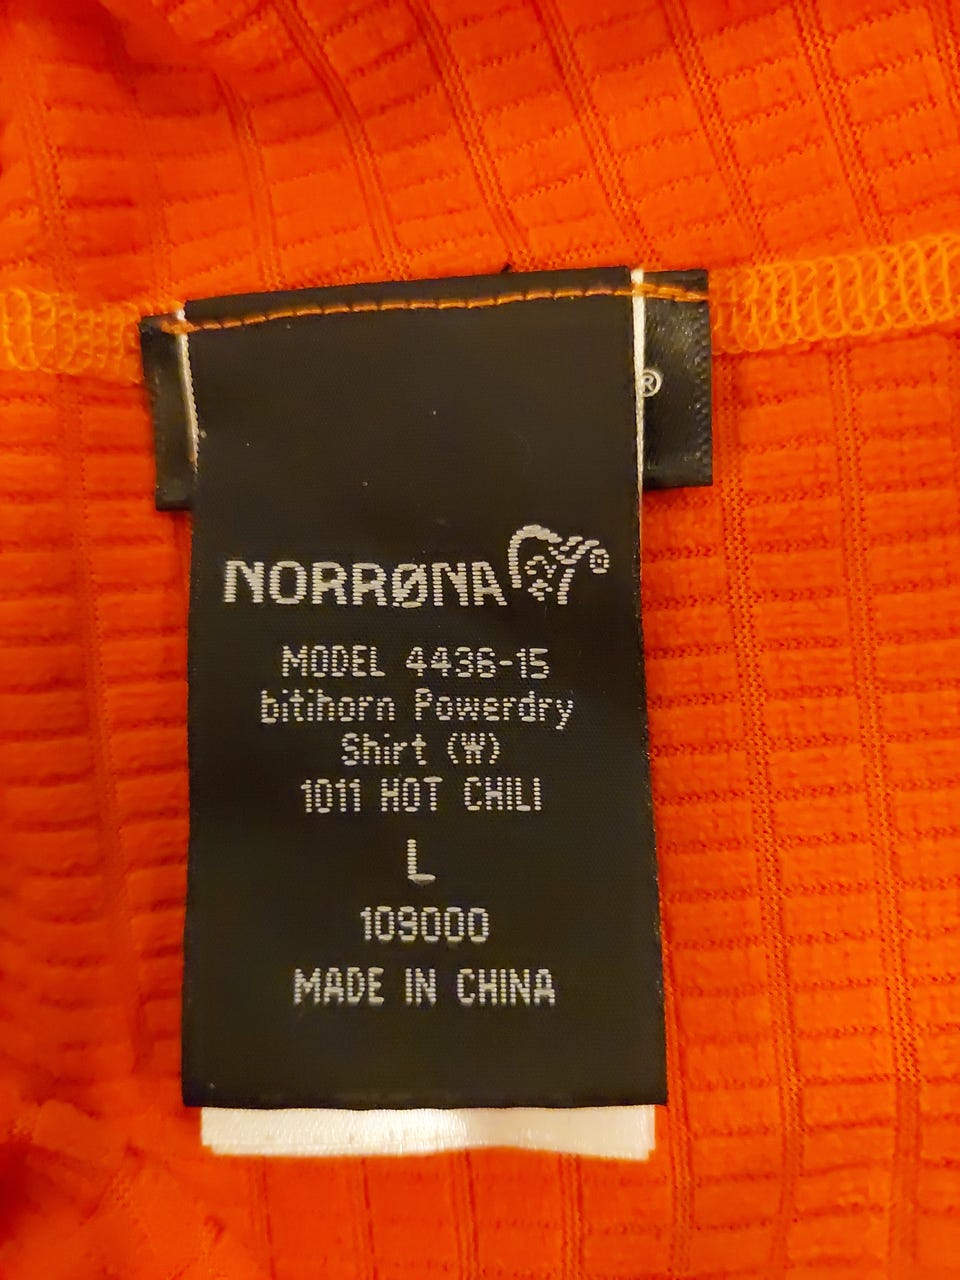 ®
NORRØNA
MODEL 4436-15
bitihorn Powerdry
Shirt (W)
1011 HOT CHILI
L
109000
MADE IN CHINA